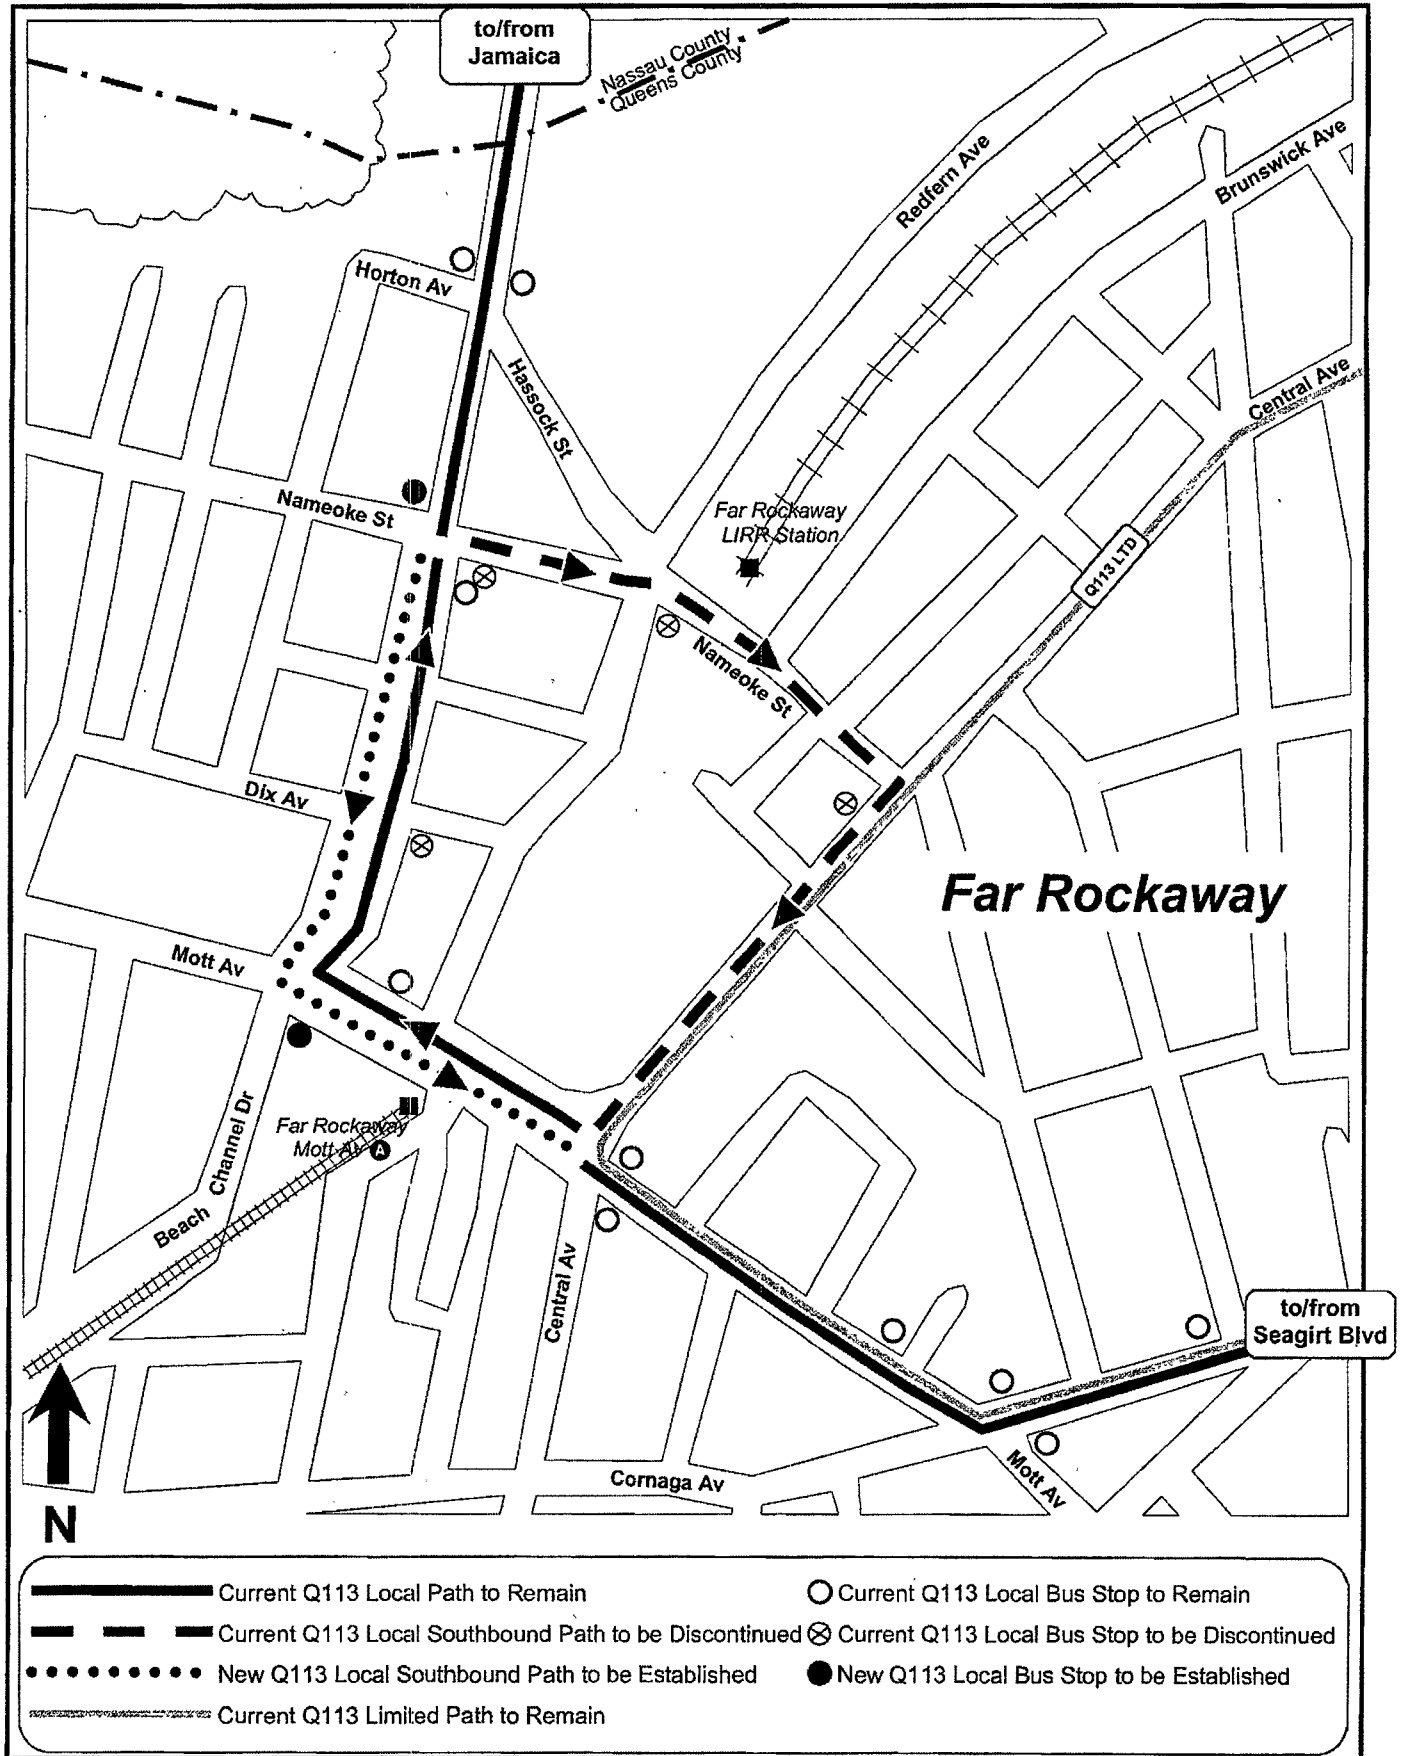 to/from
Jamaica
Nassau County
Queens County
Redfern Ave
Brunswick Ave
Horton Av
Hassock St
Central Ave
Nameoke St
Far Rockaway
LIRR Station
Q113 LTD
Nameoke St
Dix Av
Far Rockaway
Mott Av
Beach Channel Dr
Far Rockaway
Mott Av A
Central Av
to/from
Seagirt Blvd
Mott Av
Cornaga Av
N
Current Q113 Local Path to Remain
Current Q113 Local Southbound Path to be Discontinued
New Q113 Local Southbound Path to be Established
Current Q113 Limited Path to Remain
Current Q113 Local Bus Stop to Remain
Current Q113 Local Bus Stop to be Discontinued
New Q113 Local Bus Stop to be Established